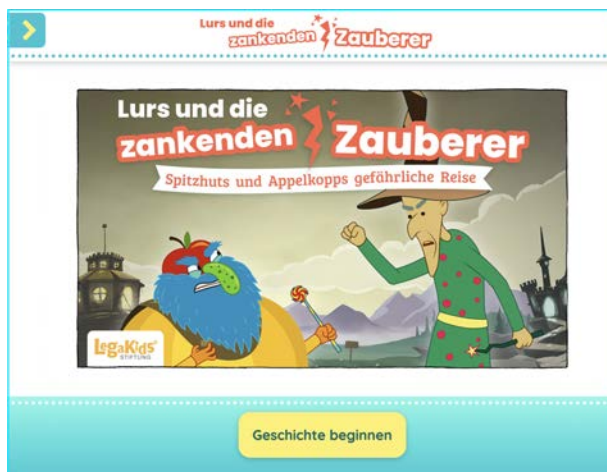 Lurs und die
zankenden Zauberer
Lurs und die
zankenden Zauberer
Spitzhuts und Appelkopps gefährliche Reise
LegaKids®
STIFTUNG
Geschichte beginnen